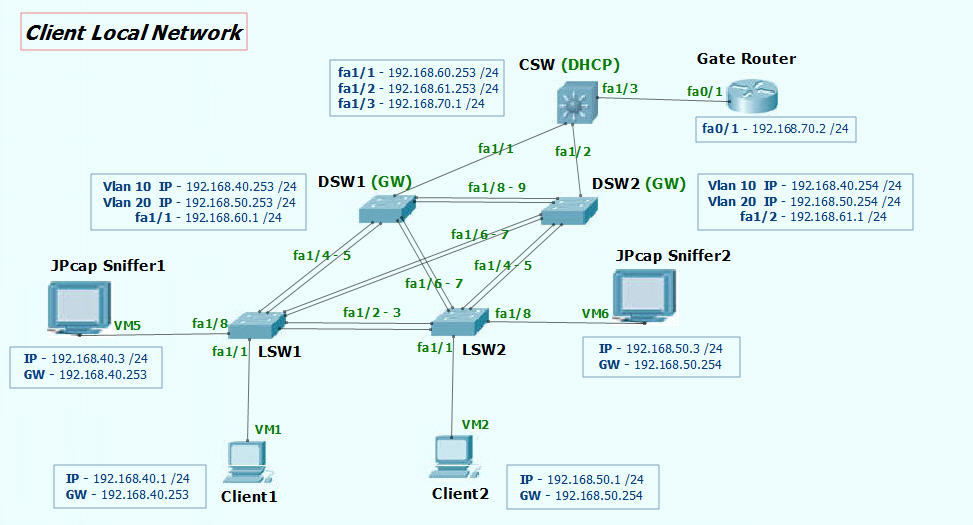 Client Local Network
CSW (DHCP)
Gate Router
fa1/1 - 192.168.60.253 /24
fa1/2 - 192.168.61.253 /24
fa1/3 - 192.168.70.1 /24
fa1/3
fa0/1
fa0/1 - 192.168.70.2 /24
fa1/1
fa1/2
DSW1 (GW)
fa1/8 - 9
DSW2 (GW)
Vlan 10 IP - 192.168.40.253 /24
Vlan 20 IP - 192.168.50.253 /24
fa1/1 - 192.168.60.1 /24
Vlan 10 IP - 192.168.40.254 /24
Vlan 20 IP - 192.168.50.254 /24
fa1/2 - 192.168.61.1 /24
fa1/6 - 7
fa1/4 - 5
fa1/4 - 5
fa1/6 - 7
JPcap Sniffer1
JPcap Sniffer2
VM5
fa1/8
fa1/2 - 3
fa1/8
VM6
fa1/1
LSW1
fa1/1
LSW2
IP - 192.168.40.3 /24
GW - 192.168.40.253
IP - 192.168.50.3 /24
GW - 192.168.50.254
VM1
VM2
IP - 192.168.40.1 /24
GW - 192.168.40.253
Client1
Client2
IP - 192.168.50.1 /24
GW - 192.168.50.254